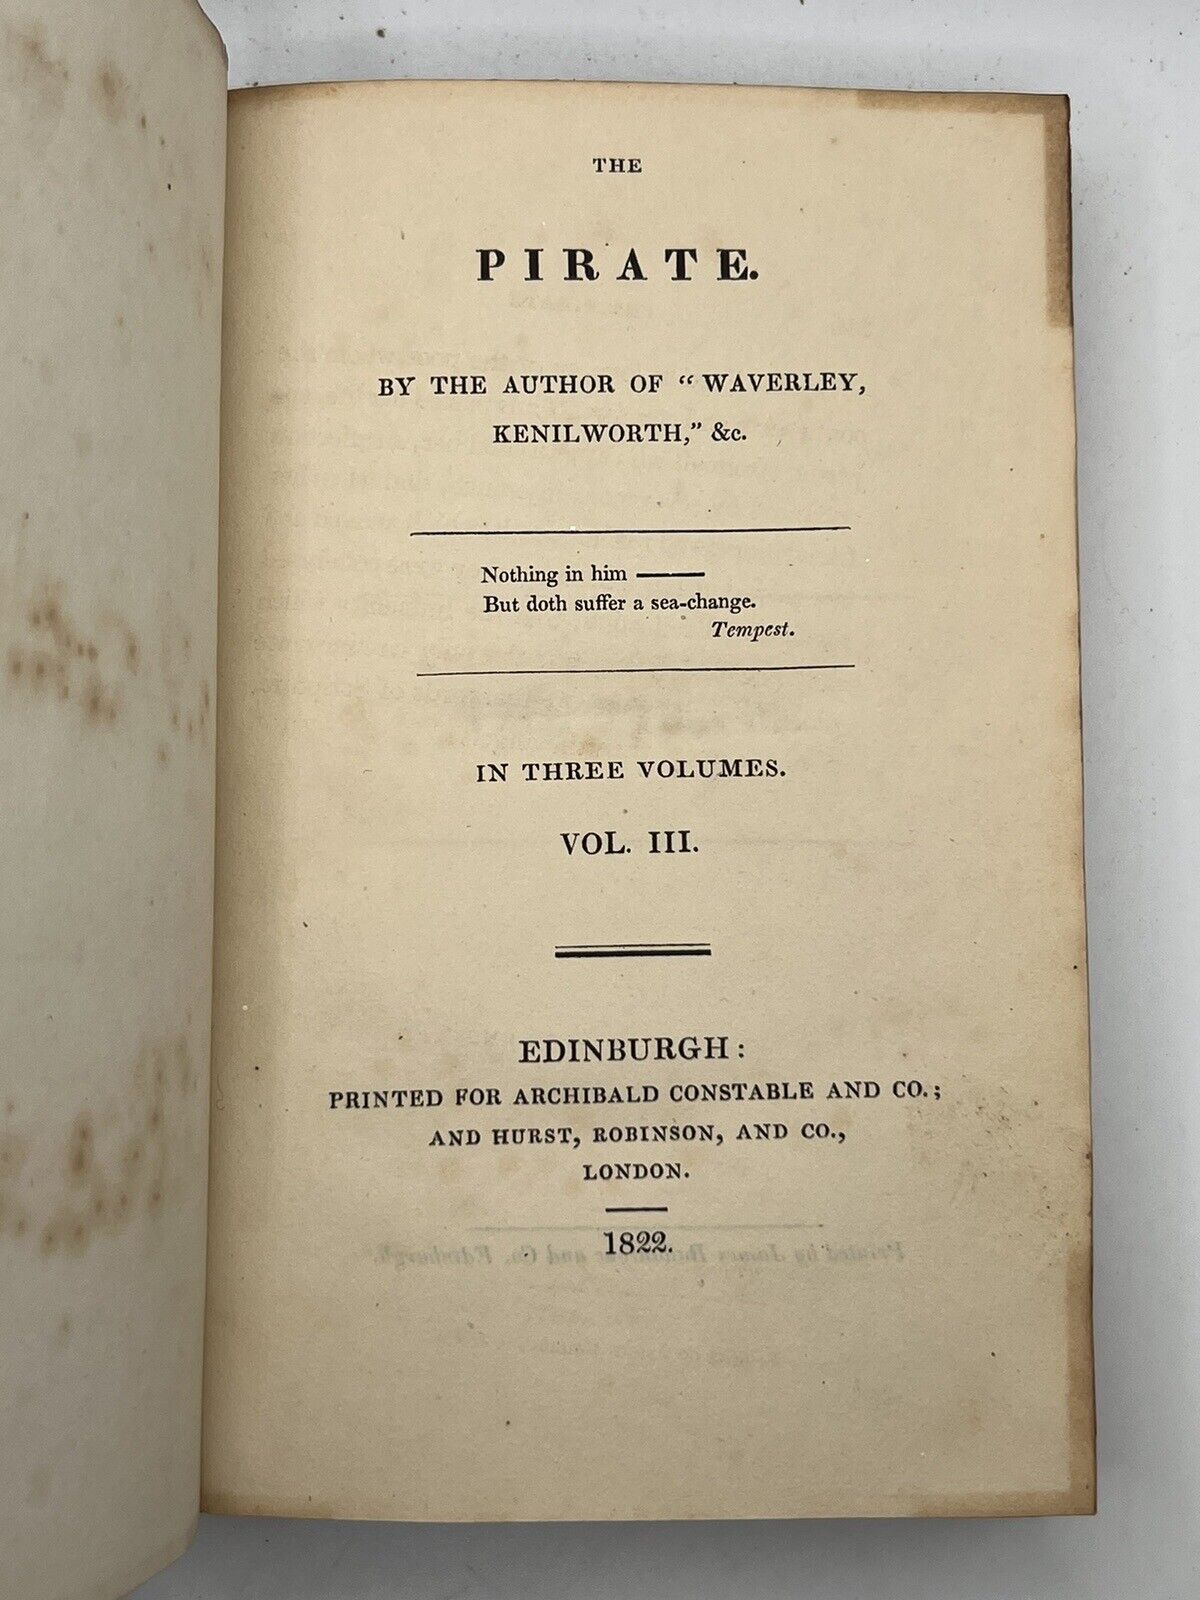 THE
PIRATE.
BY THE AUTHOR OF “WAVERLEY,
KENILWORTH,” &c.
Nothing in him ———
But doth suffer a sea-change.
Tempest.
IN THREE VOLUMES.
VOL. III.
EDINBURGH:
PRINTED FOR ARCHIBALD CONSTABLE AND CO.;
AND HURST, ROBINSON, AND CO.,
LONDON.
1822.